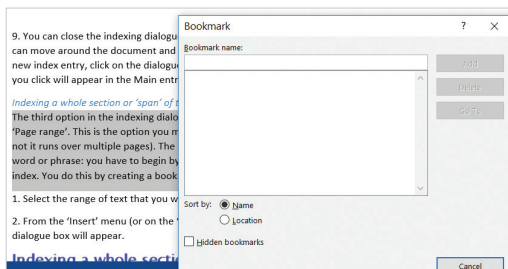 9. You can close the indexing dialogu
can move around the document and
new index entry, click on the dialogue
you click will appear in the Main entr
Indexing a whole section or 'span' of t
The third option in the indexing dialo
'Page range'. This is the option you m
not it runs over multiple pages). The
word or phrase: you have to begin by
index. You do this by creating a book
1. Select the range of text that you w
2. From the 'Insert' menu (or on the '
dialogue box will appear.
Indexing a whole sectio
Bookmark ? ×
Bookmark name:
Add
Delete
Go To
Sort by: Name
Location
Hidden bookmarks
Cancel